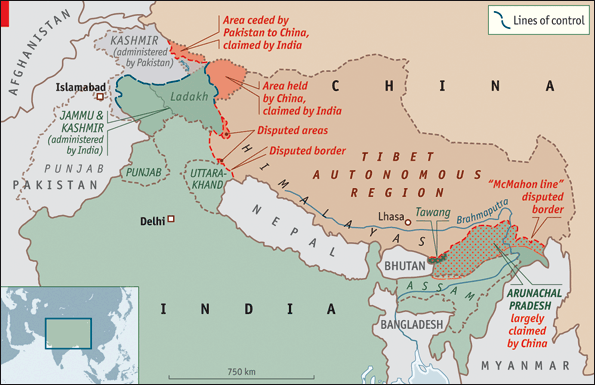 Lines of control
AFGHANISTAN
KASHMIR
(administered
by Pakistan)
Area ceded by
Pakistan to China,
claimed by India
CHINA
Islamabad
Ladakh
Area held
by China,
claimed by India
JAMMU &
KASHMIR
(administered
by India)
Disputed areas
PUNJAB
PAKISTAN
PUNJAB
UTTARA-
KHAND
Disputed border
HIMALAYAS
TIBET
AUTONOMOUS
REGION
"McMahon line"
disputed
border
Delhi
NEPAL
Lhasa
Tawang
Brahmaputra
BHUTAN
ASSAM
ARUNACHAL
PRADESH
largely
claimed by
China
INDIA
BANGLADESH
MYANMAR
750 km